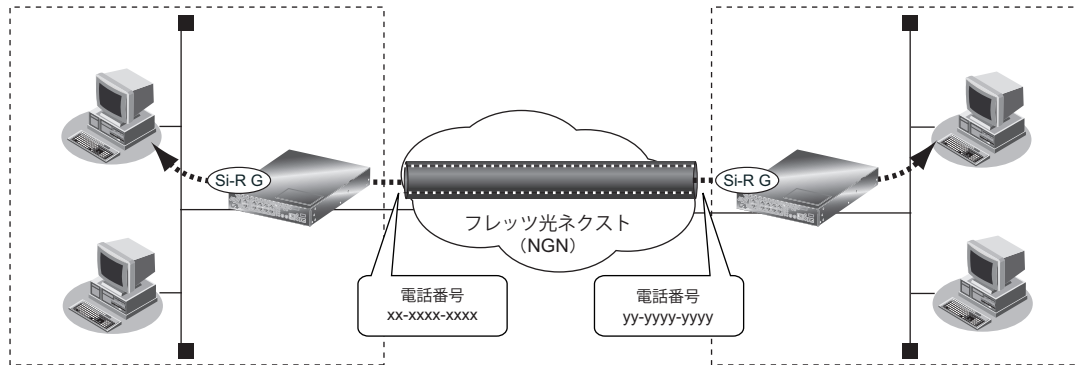 Si-R G
Si-R G
フレッツ光ネクスト
（NGN）
電話番号
xx-xxxx-xxxx
電話番号
yy-yyyy-yyyy